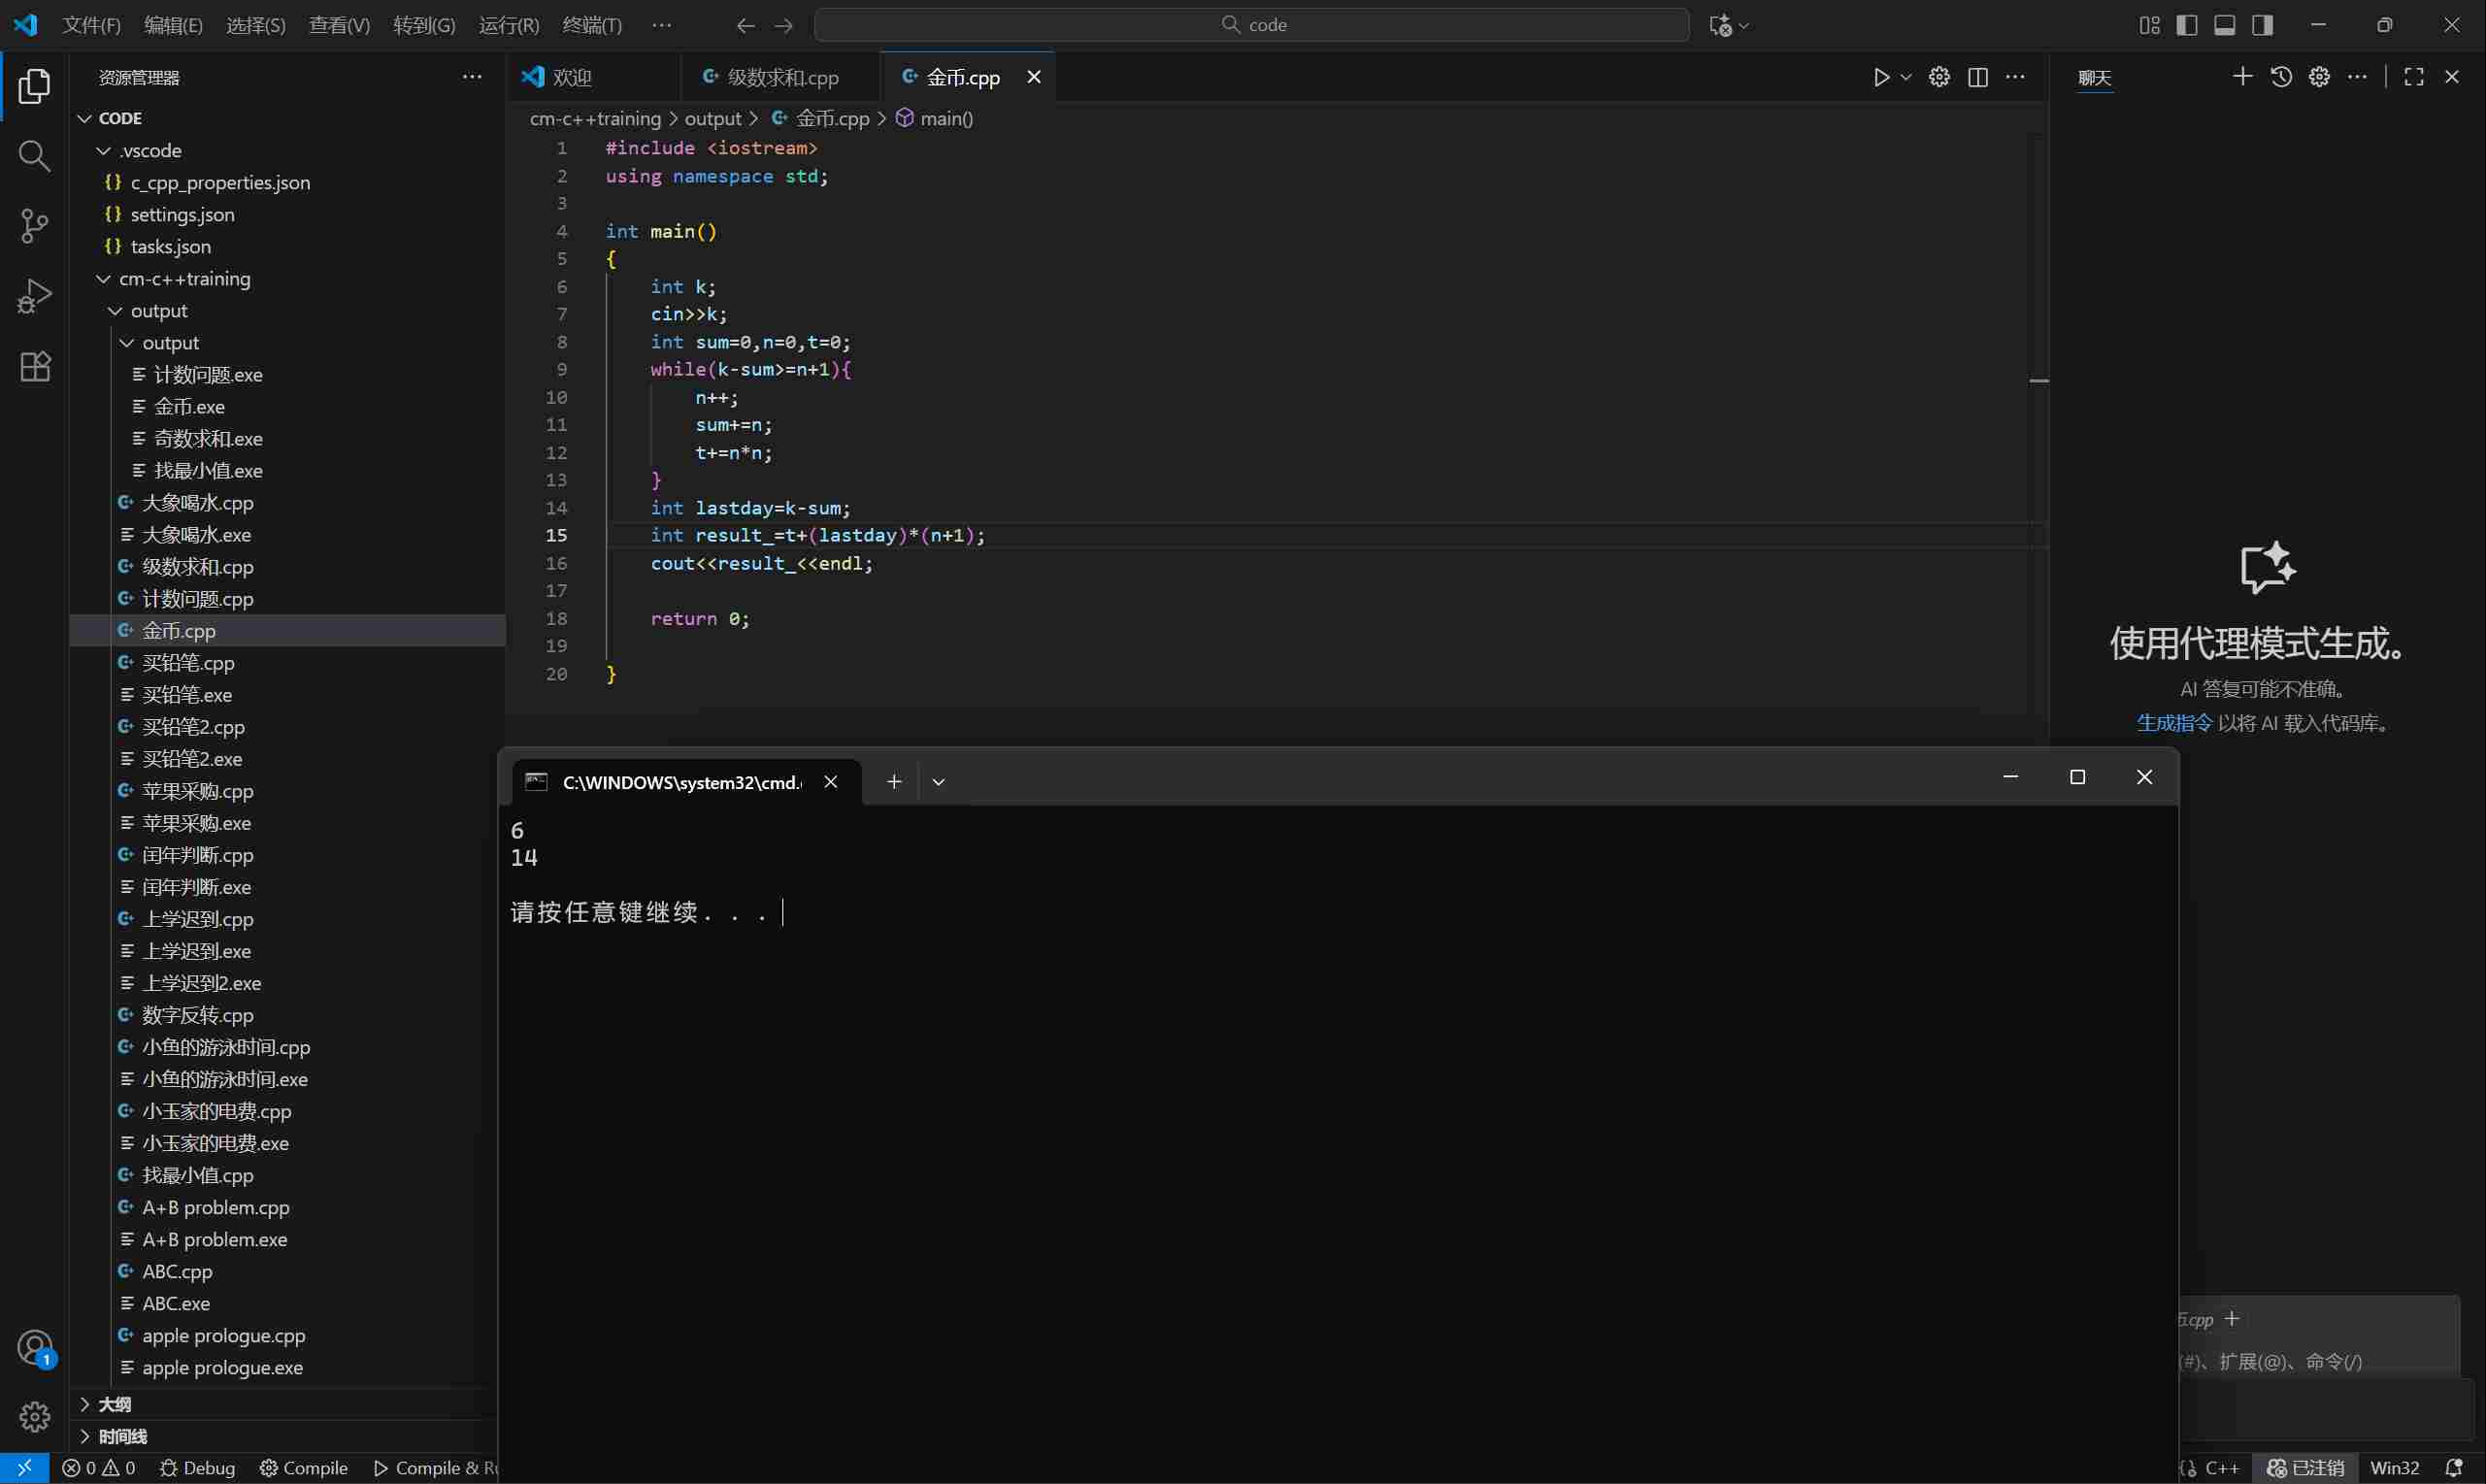 文件(F) 编辑(E) 选择(S) 查看(V) 转到(G) 运行(R) 终端(T) ···
code
资源管理器
CODE
.vscode
c_cpp_properties.json
settings.json
tasks.json
cm-c++training
output
output
计数问题.exe
金币.exe
奇数求和.exe
找最小值.exe
大象喝水.cpp
大象喝水.exe
级数求和.cpp
计数问题.cpp
金币.cpp
买铅笔.cpp
买铅笔.exe
买铅笔2.cpp
买铅笔2.exe
苹果采购.cpp
苹果采购.exe
闰年判断.cpp
闰年判断.exe
上学迟到.cpp
上学迟到.exe
上学迟到2.exe
数字反转.cpp
小鱼的游泳时间.cpp
小鱼的游泳时间.exe
小玉家的电费.cpp
小玉家的电费.exe
找最小值.cpp
A+B problem.cpp
A+B problem.exe
ABC.cpp
ABC.exe
apple prologue.cpp
apple prologue.exe
大纲
时间线
欢迎 级数求和.cpp 金币.cpp
cm-c++training > output > 金币.cpp > main()
1 #include <iostream>
2 using namespace std;
3
4 int main()
5 {
6 int k;
7 cin>>k;
8 int sum=0,n=0,t=0;
9 while(k-sum>=n+1){
10 n++;
11 sum+=n;
12 t+=n*n;
13 }
14 int lastday=k-sum;
15 int result_=t+(lastday)*(n+1);
16 cout<<result_<<endl;
17
18 return 0;
19
20 }
聊天
使用代理模式生成。
AI 答复可能不准确。
生成指令 以将 AI 载入代码库。
C:\WINDOWS\system32\cmd.
6
14
请按任意键继续. . .
cpp
(#)、扩展(@)、命令(/)
1
0 0 Debug Compile Compile & Ru
C++ 已注销 Win32